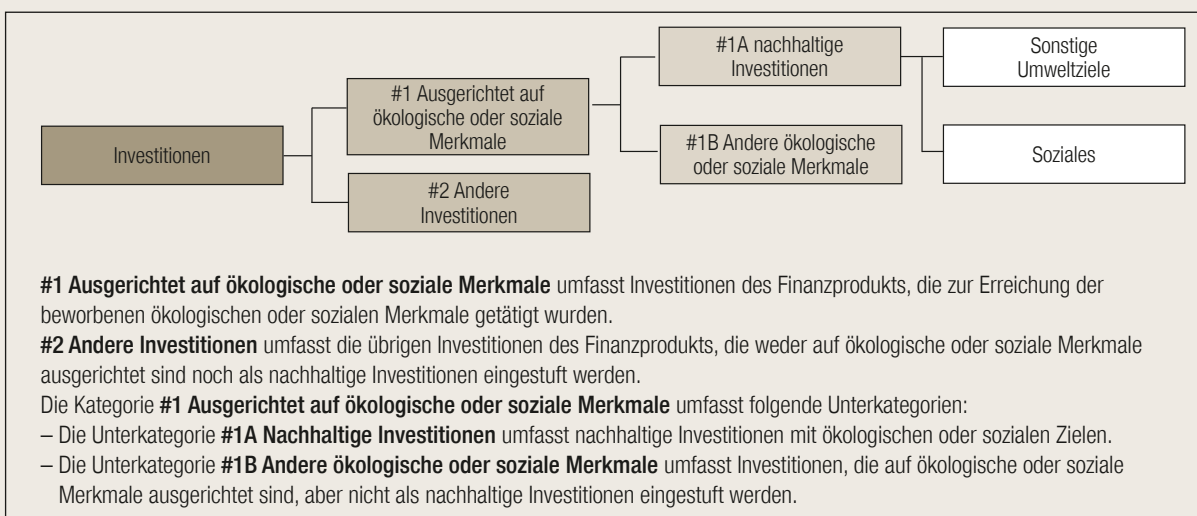 Investitionen
#1 Ausgerichtet auf
ökologische oder soziale
Merkmale
#2 Andere
Investitionen
#1A nachhaltige
Investitionen
#1B Andere ökologische
oder soziale Merkmale
Sonstige
Umweltziele
Soziales
#1 Ausgerichtet auf ökologische oder soziale Merkmale umfasst Investitionen des Finanzprodukts, die zur Erreichung der
beworbenen ökologischen oder sozialen Merkmale getätigt wurden.
#2 Andere Investitionen umfasst die übrigen Investitionen des Finanzprodukts, die weder auf ökologische oder soziale Merkmale
ausgerichtet sind noch als nachhaltige Investitionen eingestuft werden.
Die Kategorie #1 Ausgerichtet auf ökologische oder soziale Merkmale umfasst folgende Unterkategorien:
– Die Unterkategorie #1A Nachhaltige Investitionen umfasst nachhaltige Investitionen mit ökologischen oder sozialen Zielen.
– Die Unterkategorie #1B Andere ökologische oder soziale Merkmale umfasst Investitionen, die auf ökologische oder soziale
Merkmale ausgerichtet sind, aber nicht als nachhaltige Investitionen eingestuft werden.